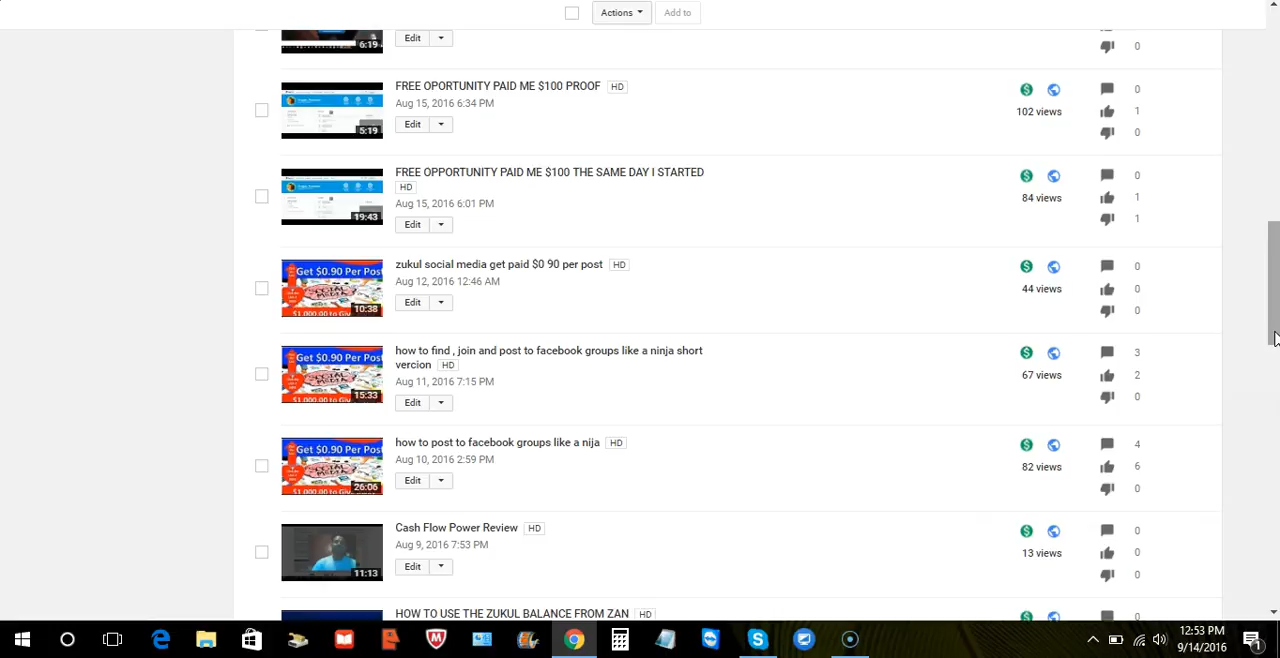 Actions
Add to
6:19
Edit
0
FREE OPORTUNITY PAID ME $100 PROOF HD
Aug 15, 2016 6:34 PM
Edit
5:19
102 views
0
1
0
FREE OPPORTUNITY PAID ME $100 THE SAME DAY I STARTED
HD
Aug 15, 2016 6:01 PM
Edit
19:43
84 views
0
1
1
Get $0.90 Per Post
SOCIAL
MEDIA
10:38
zukul social media get paid $0 90 per post HD
Aug 12, 2016 12:46 AM
Edit
44 views
0
0
0
Get $0.90 Per Post
SOCIAL
MEDIA
15:33
how to find , join and post to facebook groups like a ninja short
vercion HD
Aug 11, 2016 7:15 PM
Edit
67 views
3
2
0
Get $0.90 Per Post
SOCIAL
MEDIA
26:06
how to post to facebook groups like a nija HD
Aug 10, 2016 2:59 PM
Edit
82 views
4
6
0
11:13
Cash Flow Power Review HD
Aug 9, 2016 7:53 PM
Edit
13 views
0
0
0
HOW TO USE THE ZUKUL BALANCE FROM ZAN HD
0
12:53 PM
9/14/2016
1